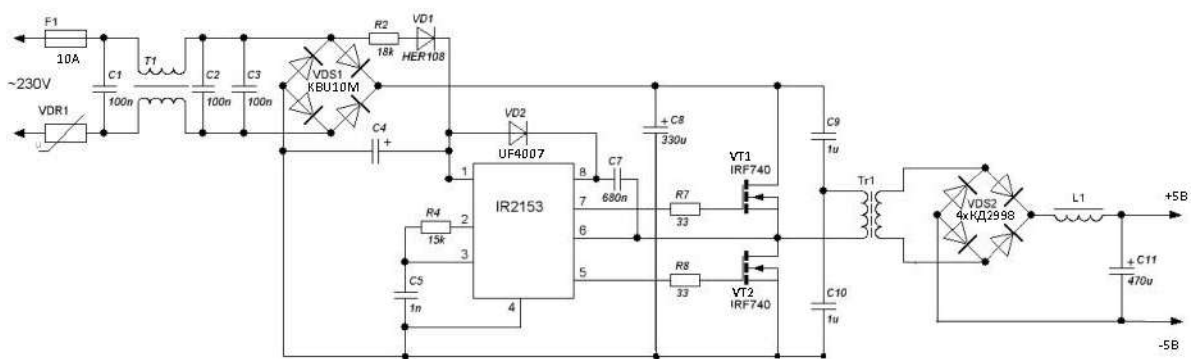 F1
10A
~230V
VDR1
U
C1
100n
T1
C2
100n
C3
100n
VDS1
KBU10M
R2
18k
VD1
HER108
C4
+
VD2
UF4007
C7
680n
1
2
3
4
5
6
7
8
IR2153
R4
15k
C5
1n
R7
33
R8
33
VT1
IRF740
VT2
IRF740
+ C8
330u
C9
1u
C10
1u
Tr1
VDS2
4хКД2998
L1
+ C11
470u
+5В
-5В